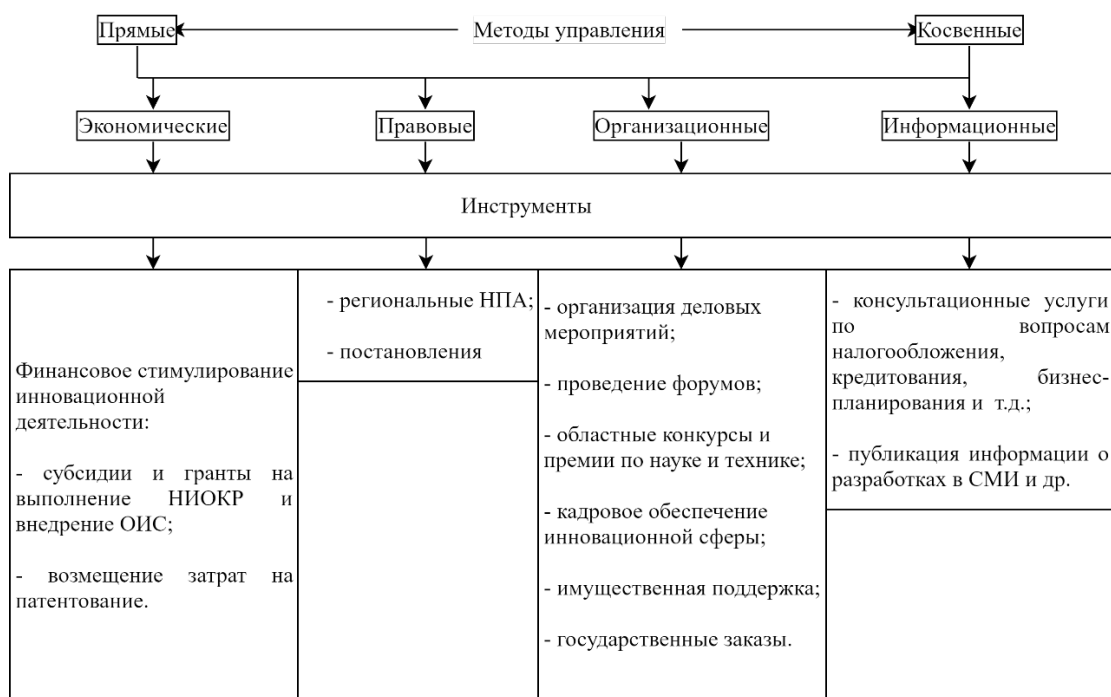 Прямые
Методы управления
Косвенные
Экономические
Правовые
Организационные
Информационные
Инструменты
Финансовое стимулирование
инновационной
деятельности:
- субсидии и гранты на
выполнение НИОКР и
внедрение ОИС;
- возмещение затрат на
патентование.
- региональные НПА;
- постановления
- организация деловых
мероприятий;
- проведение форумов;
- областные конкурсы и
премии по науке и технике;
- кадровое обеспечение
инновационной сферы;
- имущественная поддержка;
- государственные заказы.
- консультационные услуги
по вопросам
налогообложения,
кредитования, бизнес-
планирования и т.д.;
- публикация информации о
разработках в СМИ и др.